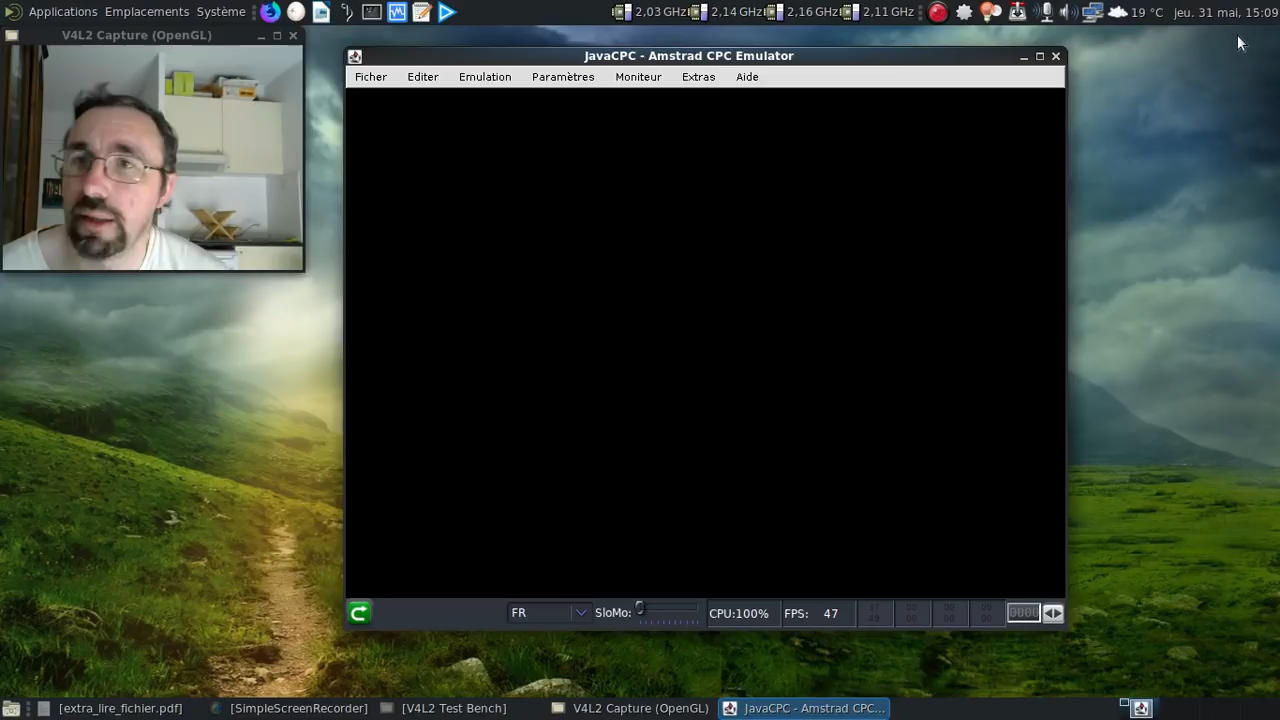 Applications Emplacements Système 2,03 GHz 2,14 GHz 2,16 GHz 2,11 GHz 19 °C jeu. 31 mai, 15:09
V4L2 Capture (OpenGL)
JavaCPC - Amstrad CPC Emulator
Ficher Editer Emulation Paramètres Moniteur Extras Aide
FR SloMo: CPU:100% FPS: 47
[extra_lire_fichier.pdf] [SimpleScreenRecorder] [V4L2 Test Bench] V4L2 Capture (OpenGL) JavaCPC - Amstrad CPC...